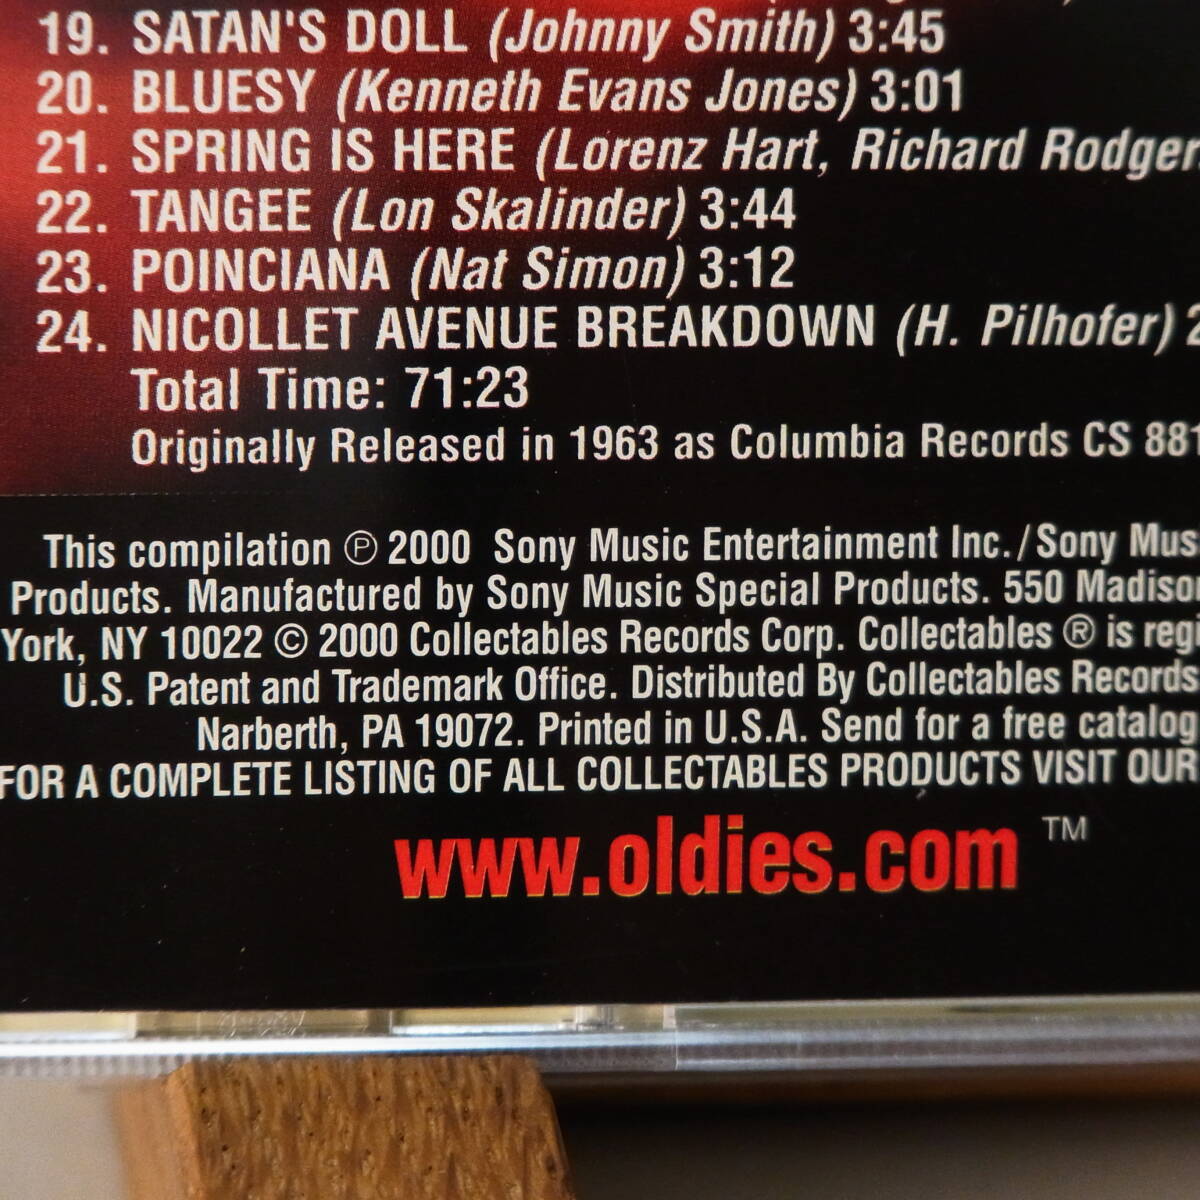 19. SATAN'S DOLL (Johnny Smith) 3:45
20. BLUESY (Kenneth Evans Jones) 3:01
21. SPRING IS HERE (Lorenz Hart, Richard Rodger
22. TANGEE (Lon Skalinder) 3:44
23. POINCIANA (Nat Simon) 3:12
24. NICOLLET AVENUE BREAKDOWN (H. Pilhofer) 2
Total Time: 71:23
Originally Released in 1963 as Columbia Records CS 881
This compilation ℗ 2000 Sony Music Entertainment Inc./Sony Mus
Products. Manufactured by Sony Music Special Products. 550 Madison
York, NY 10022 © 2000 Collectables Records Corp. Collectables ® is regi
U.S. Patent and Trademark Office. Distributed By Collectables Records
Narberth, PA 19072. Printed in U.S.A. Send for a free catalog
FOR A COMPLETE LISTING OF ALL COLLECTABLES PRODUCTS VISIT OUR
www.oldies.com ™